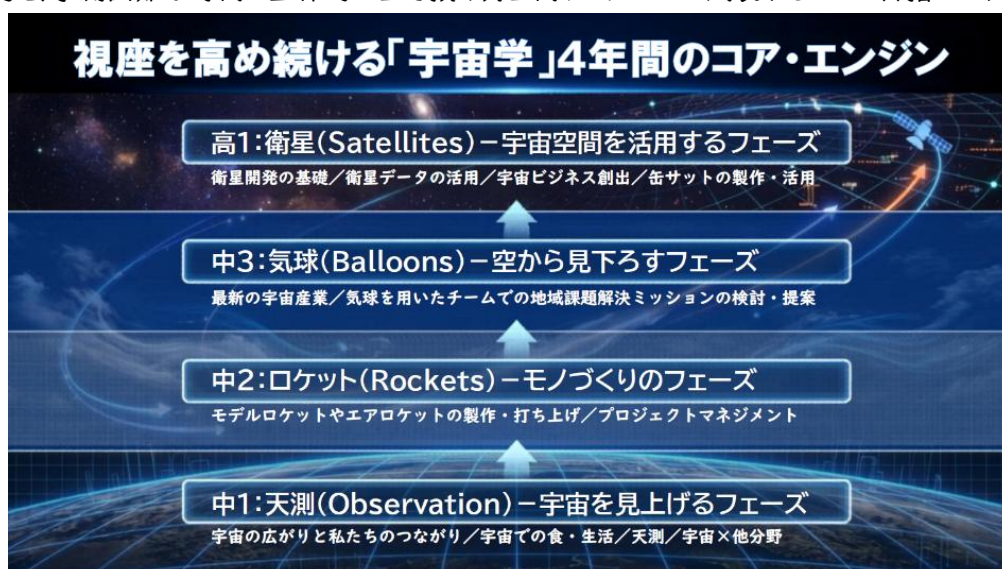 視座を高め続ける「宇宙学」4年間のコア・エンジン
高1:衛星(Satellites)－宇宙空間を活用するフェーズ
衛星開発の基礎／衛星データの活用／宇宙ビジネス創出／缶サットの製作・活用
中3:気球(Balloons)－空から見下ろすフェーズ
最新の宇宙産業／気球を用いたチームでの地域課題解決ミッションの検討・提案
中2:ロケット(Rockets)－モノづくりのフェーズ
モデルロケットやエアロケットの製作・打ち上げ／プロジェクトマネジメント
中1:天測(Observation)－宇宙を見上げるフェーズ
宇宙の広がりと私たちのつながり／宇宙での食・生活／天測／宇宙×他分野